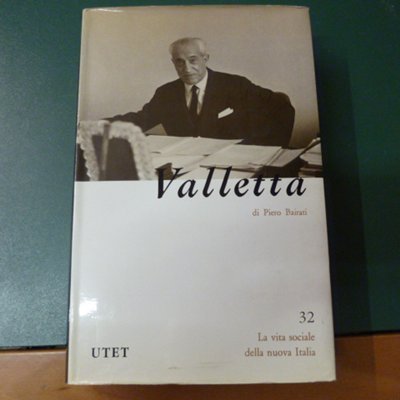 Valletta
di Piero Bairati
32
La vita sociale
della nuova Italia
UTET